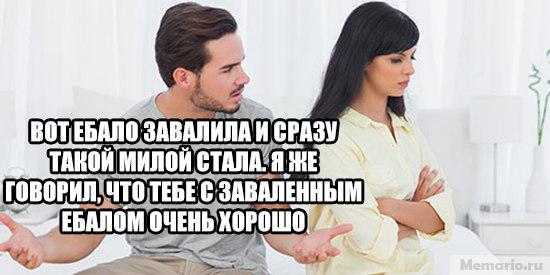 ВОТ ЕБАЛО ЗАВАЛИЛА И СРАЗУ
ТАКОЙ МИЛОЙ СТАЛА. Я ЖЕ
ГОВОРИЛ, ЧТО ТЕБЕ С ЗАВАЛЕННЫМ
ЕБАЛОМ ОЧЕНЬ ХОРОШО
Memario.ru